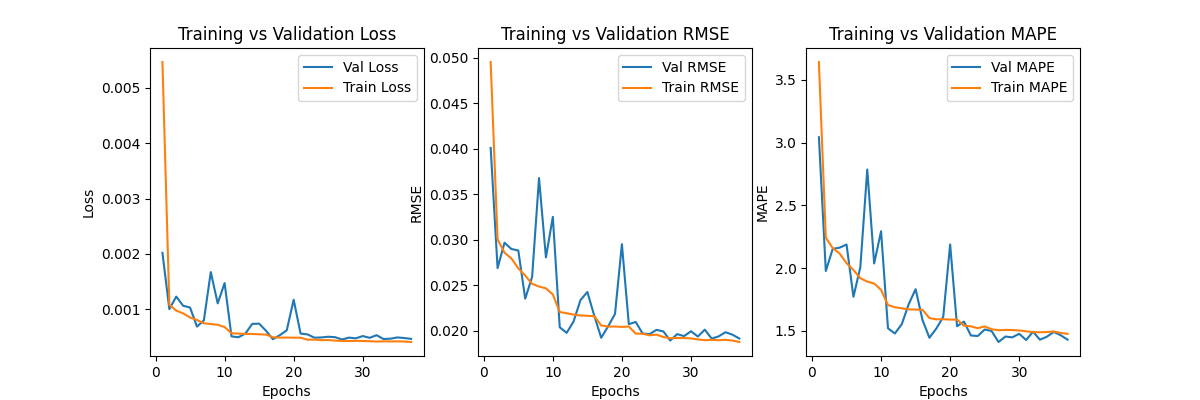 Training vs Validation Loss
Val Loss
Train Loss
0.005
0.004
0.003
0.002
0.001
Loss
0
10
20
30
Epochs
Training vs Validation RMSE
Val RMSE
Train RMSE
0.050
0.045
0.040
0.035
0.030
0.025
0.020
RMSE
0
10
20
30
Epochs
Training vs Validation MAPE
Val MAPE
Train MAPE
3.5
3.0
2.5
2.0
1.5
MAPE
0
10
20
30
Epochs